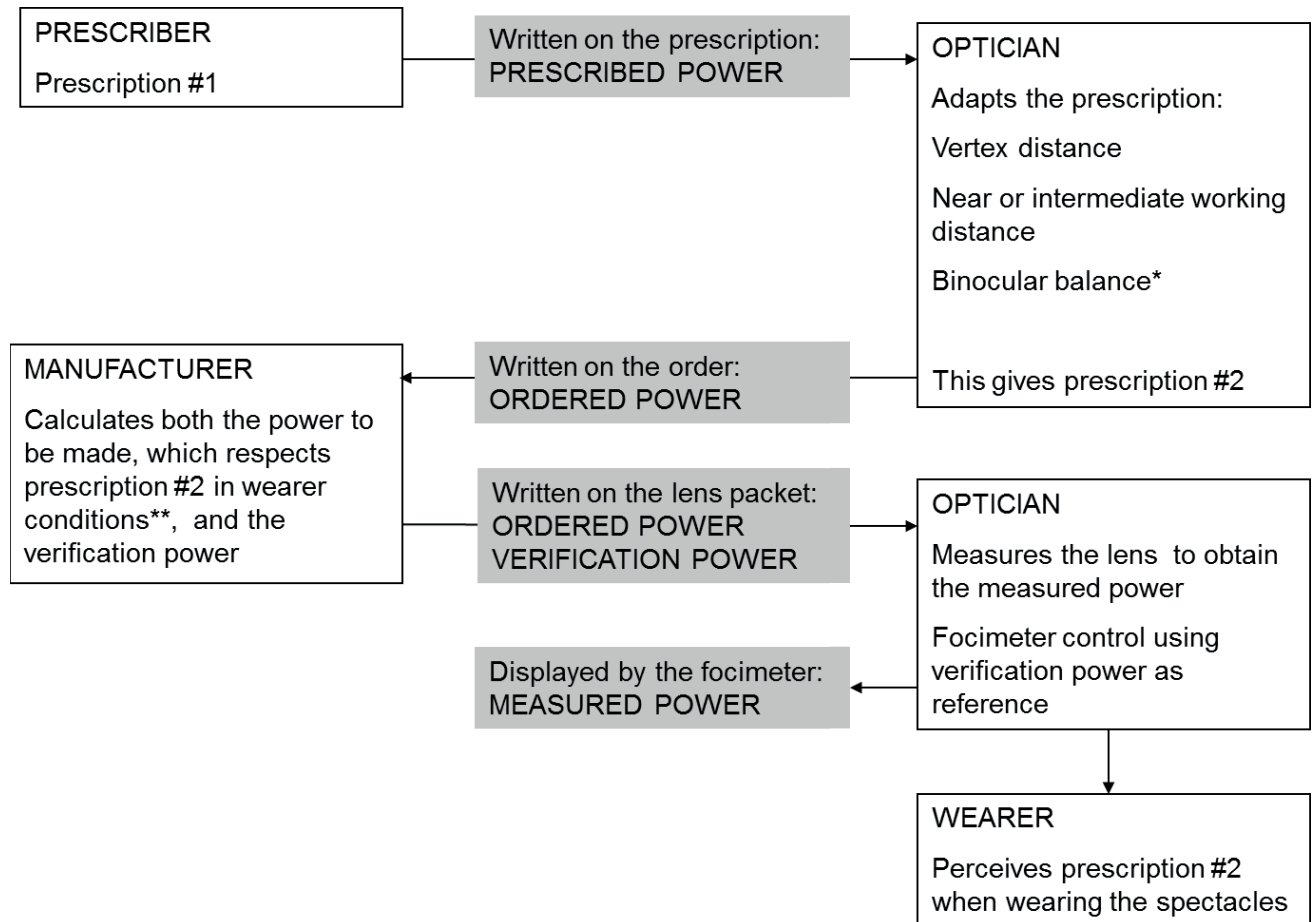 PRESCRIBER
Prescription #1
Written on the prescription:
PRESCRIBED POWER
OPTICIAN
Adapts the prescription:
Vertex distance
Near or intermediate working
distance
Binocular balance*
This gives prescription #2
Written on the order:
ORDERED POWER
MANUFACTURER
Calculates both the power to
be made, which respects
prescription #2 in wearer
conditions**, and the
verification power
Written on the lens packet:
ORDERED POWER
VERIFICATION POWER
OPTICIAN
Measures the lens to obtain
the measured power
Focimeter control using
verification power as
reference
Displayed by the focimeter:
MEASURED POWER
WEARER
Perceives prescription #2
when wearing the spectacles